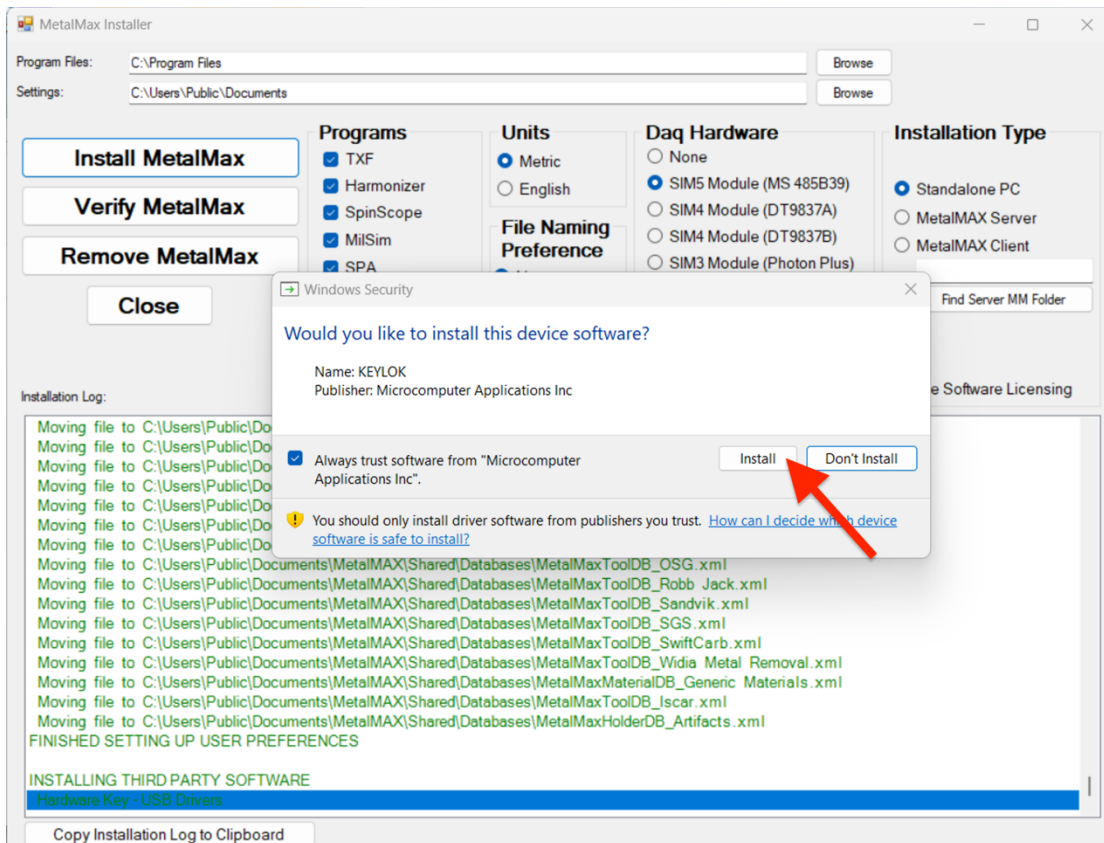 MetalMax Installer
Program Files: C:\Program Files Browse
Settings: C:\Users\Public\Documents Browse
Install MetalMax
Verify MetalMax
Remove MetalMax
Close
Programs
TXF
Harmonizer
SpinScope
MilSim
SPA
Units
Metric
English
File Naming
Preference
Daq Hardware
None
SIM5 Module (MS 485B39)
SIM4 Module (DT9837A)
SIM4 Module (DT9837B)
SIM3 Module (Photon Plus)
Installation Type
Standalone PC
MetalMAX Server
MetalMAX Client
Find Server MM Folder
Software Licensing
Windows Security
Would you like to install this device software?
Name: KEYLOK
Publisher: Microcomputer Applications Inc
Always trust software from "Microcomputer
Applications Inc".
Install
Don't Install
You should only install driver software from publishers you trust. How can I decide which device
software is safe to install?
Installation Log:
Moving file to C:\Users\Public\Do
Moving file to C:\Users\Public\Do
Moving file to C:\Users\Public\Do
Moving file to C:\Users\Public\Do
Moving file to C:\Users\Public\Do
Moving file to C:\Users\Public\Do
Moving file to C:\Users\Public\Do
Moving file to C:\Users\Public\Documents\MetalMAX\Shared\Databases\MetalMaxToolDB_OSG.xml
Moving file to C:\Users\Public\Documents\MetalMAX\Shared\Databases\MetalMaxToolDB_Robb Jack.xml
Moving file to C:\Users\Public\Documents\MetalMAX\Shared\Databases\MetalMaxToolDB_Sandvik.xml
Moving file to C:\Users\Public\Documents\MetalMAX\Shared\Databases\MetalMaxToolDB_SGS.xml
Moving file to C:\Users\Public\Documents\MetalMAX\Shared\Databases\MetalMaxToolDB_SwiftCarb.xml
Moving file to C:\Users\Public\Documents\MetalMAX\Shared\Databases\MetalMaxToolDB_Widia Metal Removal.xml
Moving file to C:\Users\Public\Documents\MetalMAX\Shared\Databases\MetalMaxMaterialDB_Generic Materials.xml
Moving file to C:\Users\Public\Documents\MetalMAX\Shared\Databases\MetalMaxToolDB_Iscar.xml
Moving file to C:\Users\Public\Documents\MetalMAX\Shared\Databases\MetalMaxHolderDB_Artifacts.xml
FINISHED SETTING UP USER PREFERENCES
INSTALLING THIRD PARTY SOFTWARE
Hardware Key - USB Drivers
Copy Installation Log to Clipboard